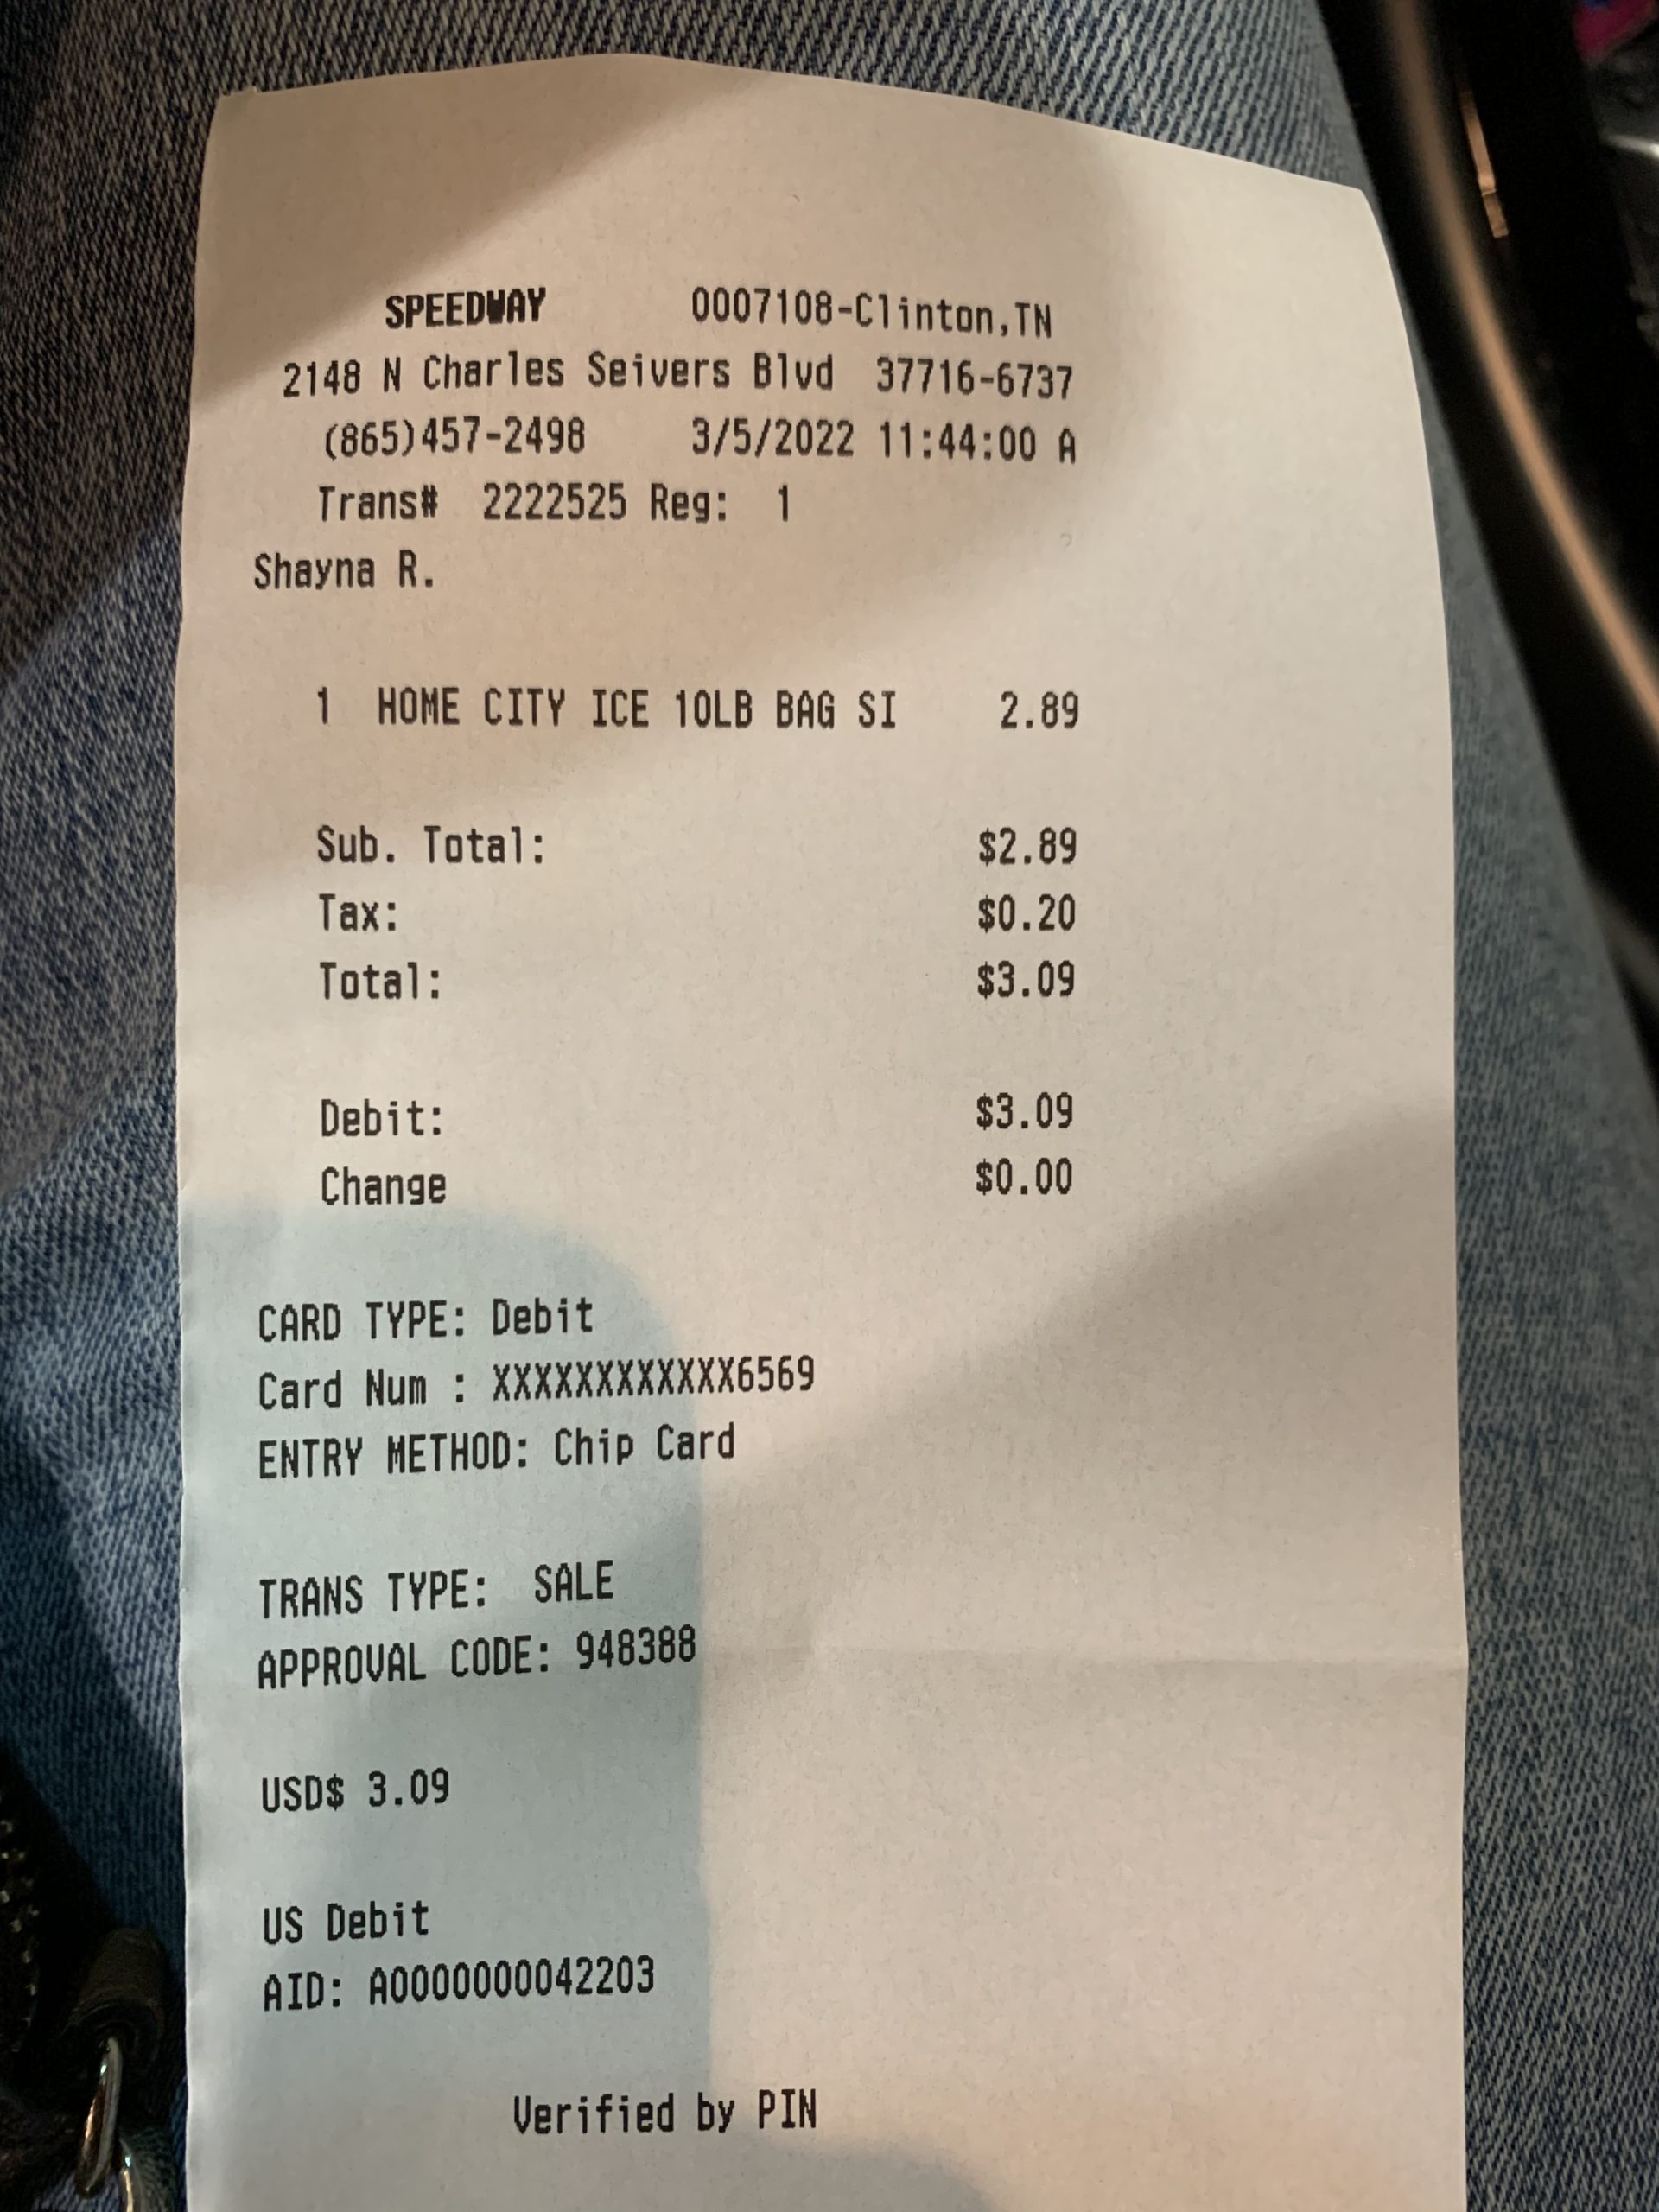 SPEEDWAY 0007108-Clinton,TN
2148 N Charles Seivers Blvd 37716-6737
(865)457-2498 3/5/2022 11:44:00 A
Trans# 2222525 Reg: 1
Shayna R.
1 HOME CITY ICE 10LB BAG SI 2.89
Sub. Total: $2.89
Tax: $0.20
Total: $3.09
Debit: $3.09
Change $0.00
CARD TYPE: Debit
Card Num : XXXXXXXXXXXX6569
ENTRY METHOD: Chip Card
TRANS TYPE: SALE
APPROVAL CODE: 948388
USD$ 3.09
US Debit
AID: A0000000042203
Verified by PIN